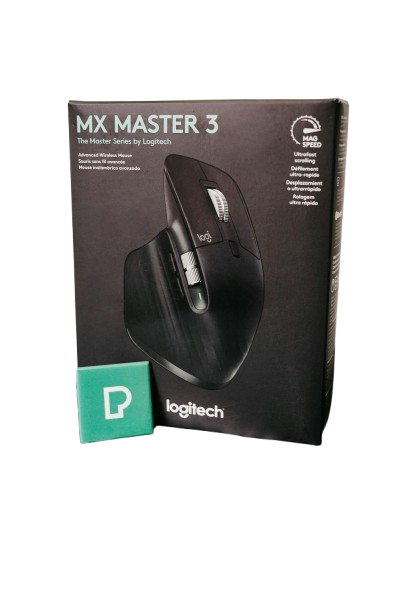 MX MASTER 3
The Master Series by Logitech
Advanced Wireless Mouse
Souris sans fil avancée
Mouse inalámbrico avanzado
MAG
SPEED
Ultrafast
scrolling
Défilement
ultra-rapide
Desplazamient
o ultrarrápido
Rolagem
ultra rápida
logi
logitech